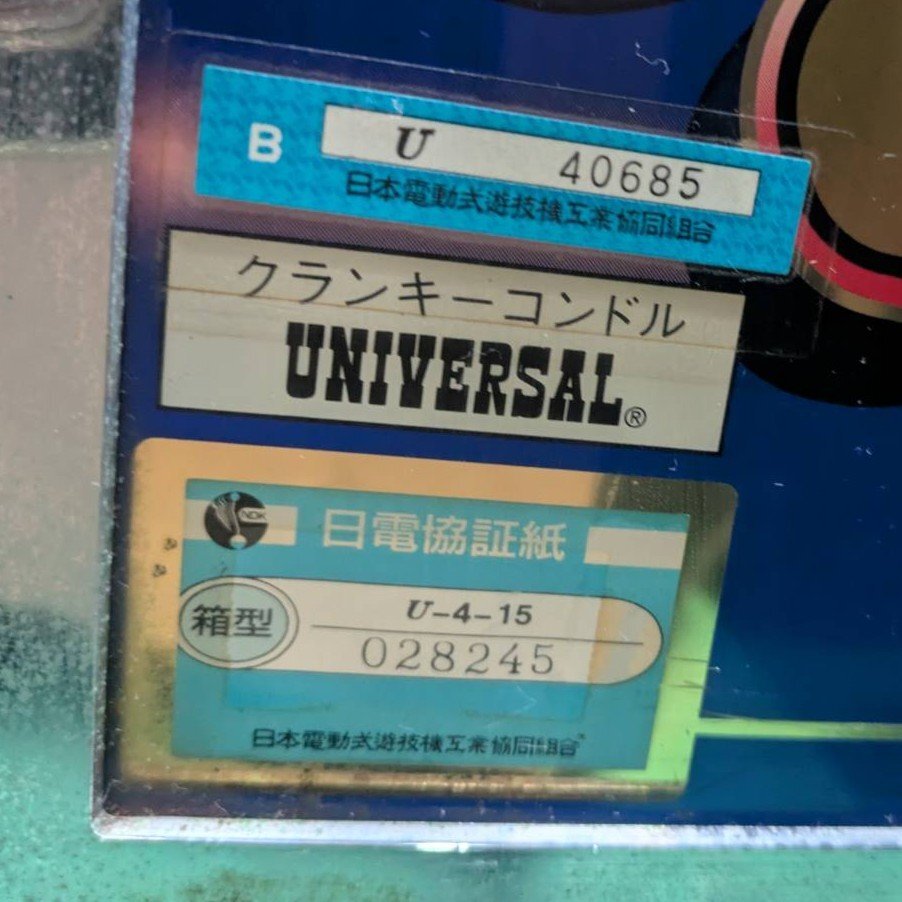 B U 40685
日本電動式遊技機工業協同組合
クランキーコンドル
UNIVERSAL®
NDK 日電協証紙
箱型 U-4-15
028245
日本電動式遊技機工業協同組合